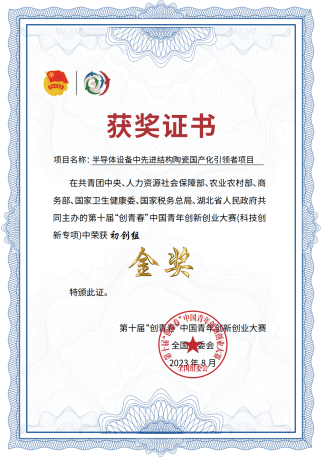 获奖证书
项目名称：半导体设备中先进结构陶瓷国产化引领者项目
在共青团中央、人力资源社会保障部、农业农村部、商
务部、国家卫生健康委、国家税务总局、湖北省人民政府共
同主办的第十届“创青春”中国青年创新创业大赛(科技创
新专项)中荣获 初创组
金奖
特颁此证。
第十届“创青春”中国青年创新创业大赛
全国组委会
2023 年 8 月
全国组委会